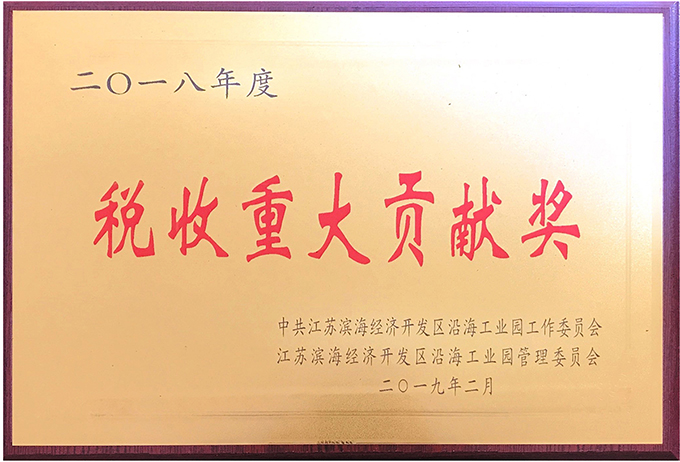 二〇一八年度
税收重大贡献奖
中共江苏滨海经济开发区沿海工业园工作委员会
江苏滨海经济开发区沿海工业园管理委员会
二〇一九年二月